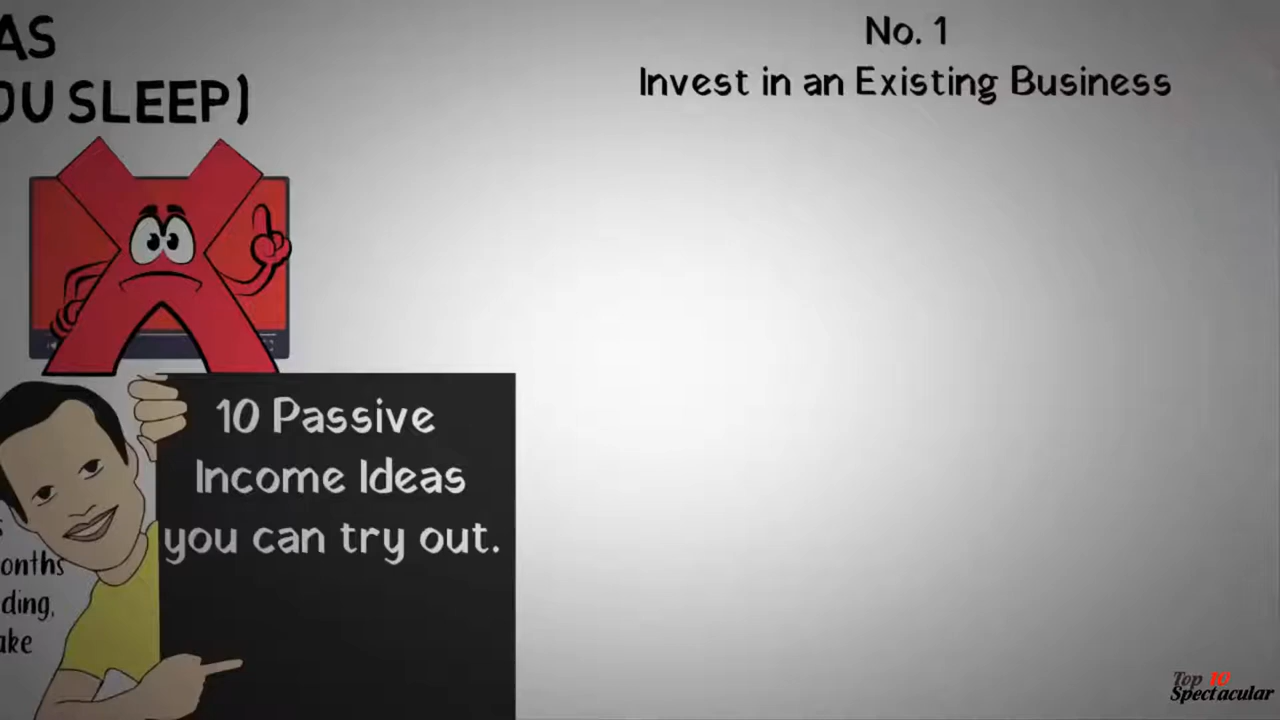 AS
OU SLEEP)
No. 1
Invest in an Existing Business
10 Passive
Income Ideas
you can try out.
s
onths
ding,
ake
Top 10
Spectacular